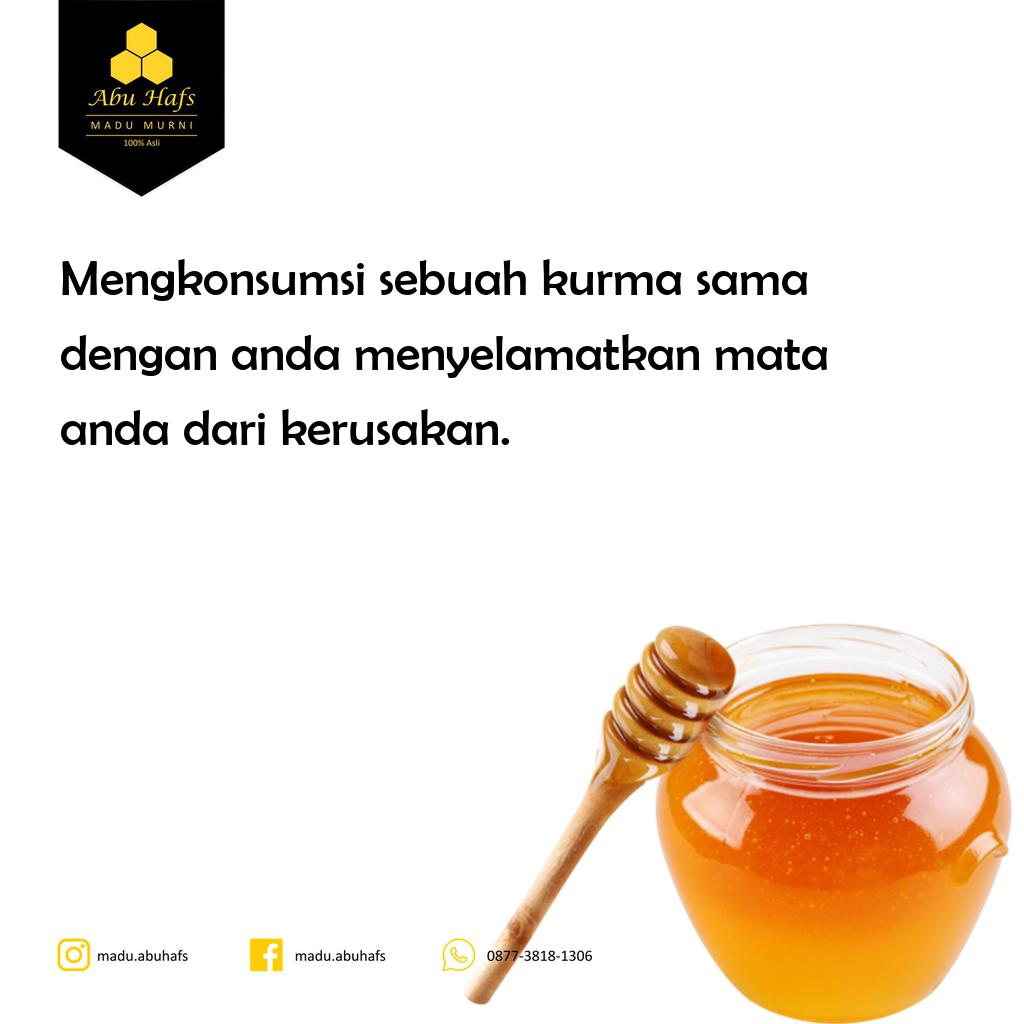 Abu Hafs
MADU MURNI
100% Asli
Mengkonsumsi sebuah kurma sama
dengan anda menyelamatkan mata
anda dari kerusakan.
madu.abuhafs
madu.abuhafs
0877-3818-1306